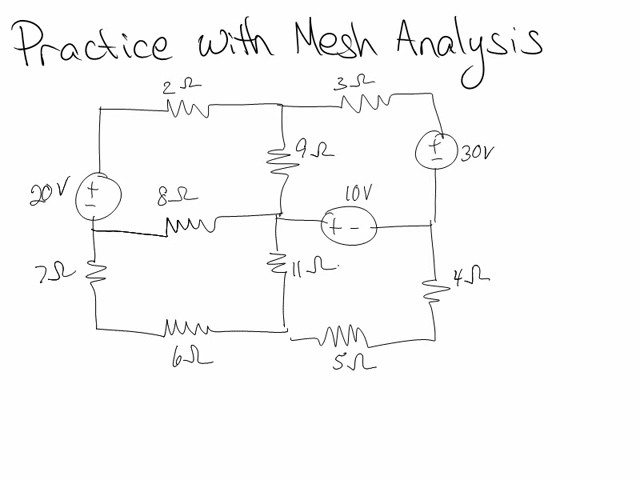 Practice with Mesh Analysis
2Ω 3Ω
9Ω
+
-
30V
20V
+
-
8Ω
10V
+ -
7Ω
11Ω
4Ω
6Ω
5Ω